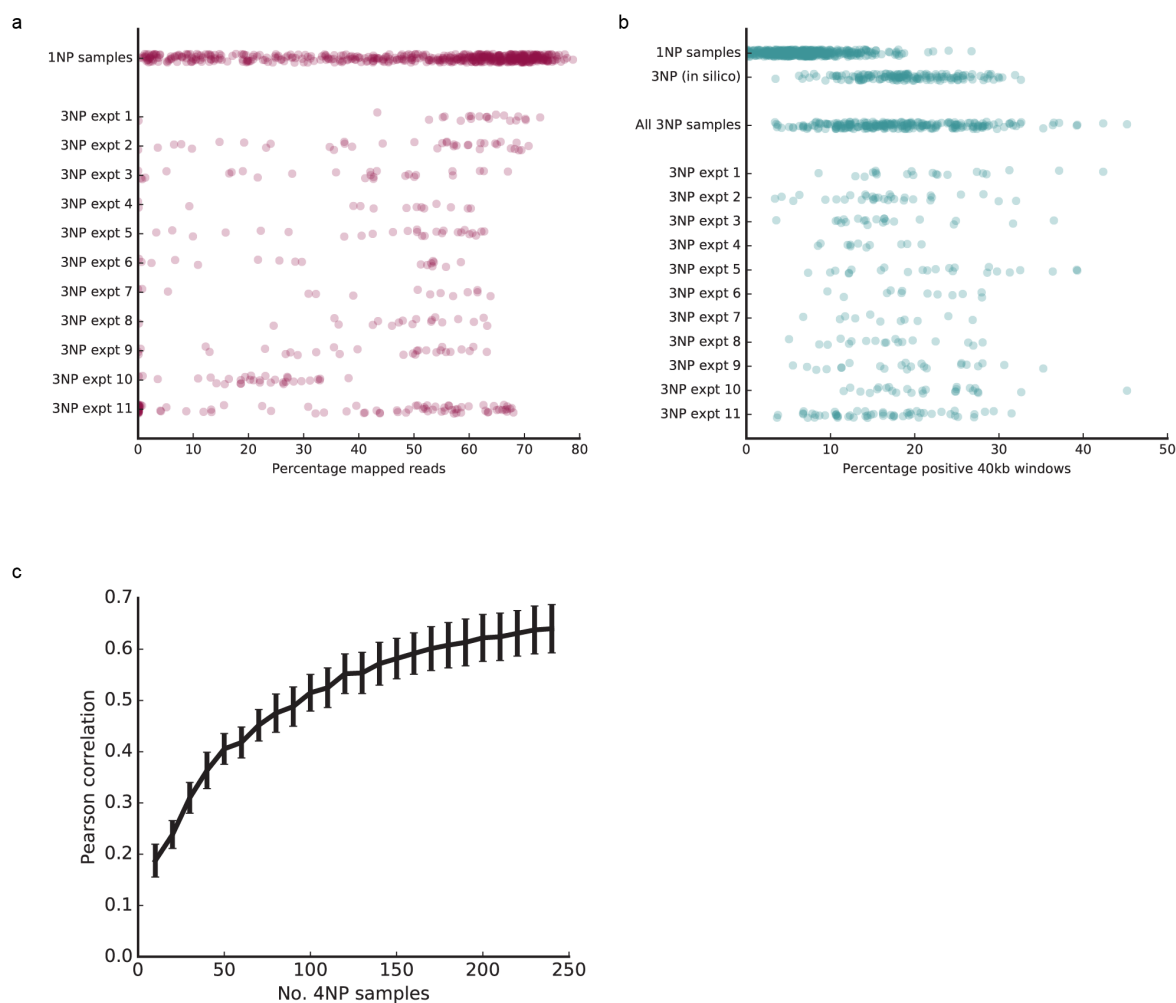 a
1NP samples
3NP expt 1
3NP expt 2
3NP expt 3
3NP expt 4
3NP expt 5
3NP expt 6
3NP expt 7
3NP expt 8
3NP expt 9
3NP expt 10
3NP expt 11
0 10 20 30 40 50 60 70 80
Percentage mapped reads
b
1NP samples
3NP (in silico)
All 3NP samples
3NP expt 1
3NP expt 2
3NP expt 3
3NP expt 4
3NP expt 5
3NP expt 6
3NP expt 7
3NP expt 8
3NP expt 9
3NP expt 10
3NP expt 11
0 10 20 30 40 50
Percentage positive 40kb windows
c
Pearson correlation
0.7
0.6
0.5
0.4
0.3
0.2
0.1
0.0
0 50 100 150 200 250
No. 4NP samples